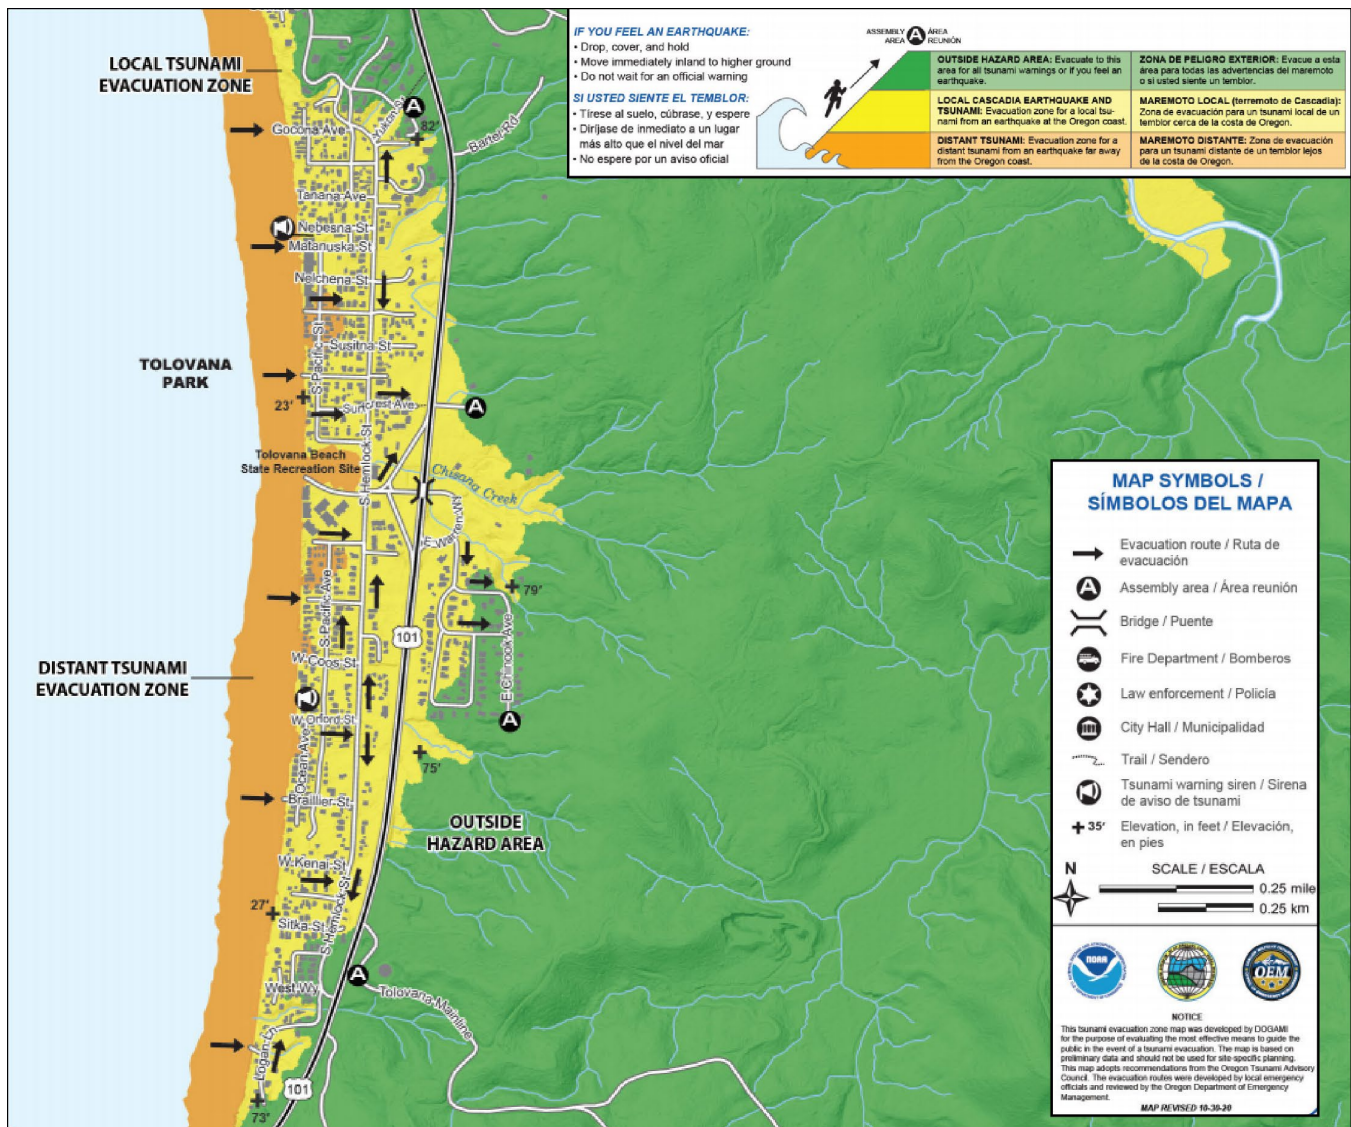 IF YOU FEEL AN EARTHQUAKE:
• Drop, cover, and hold
• Move immediately inland to higher ground
• Do not wait for an official warning
SI USTED SIENTE EL TEMBLOR:
• Tírese al suelo, cúbrase, y espere
• Diríjase de inmediato a un lugar
más alto que el nivel del mar
• No espere por un aviso oficial
ASSEMBLY
AREA
A
ÁREA
REUNIÓN
OUTSIDE HAZARD AREA: Evacuate to this
area for all tsunami warnings or if you feel an
earthquake.
ZONA DE PELIGRO EXTERIOR: Evacue a esta
área para todas las advertencias del maremoto
o si usted siente un temblor.
LOCAL CASCADIA EARTHQUAKE AND
TSUNAMI: Evacuation zone for a local tsu-
nami from an earthquake at the Oregon coast.
MAREMOTO LOCAL (terremoto de Cascadia):
Zona de evacuación para un tsunami local de un
temblor cerca de la costa de Oregon.
DISTANT TSUNAMI: Evacuation zone for a
distant tsunami from an earthquake far away
from the Oregon coast.
MAREMOTO DISTANTE: Zona de evacuación
para un tsunami distante de un temblor lejos
de la costa de Oregon.
LOCAL TSUNAMI
EVACUATION ZONE
A
82'
Gocona Ave
Barter Rd
Tanana Ave
Nebesna St
Matanuska St
Nelchena St
S Pacific St
Susitna St
TOLOVANA
PARK
23'
Suncrest Ave
A
S Hemlock St
Tolovana Beach
State Recreation Site
Chisana Creek
E Warren Wy
79'
S Pacific Ave
101
E Chinook Ave
W Coos St
DISTANT TSUNAMI
EVACUATION ZONE
W Orford St
A
Ocean Ave
75'
Braillier St
OUTSIDE
HAZARD AREA
W Kenai St
S Hemlock St
27'
Sitka St
A
West Wy
Tolovana Mainline
Logan Ln
101
73'
MAP SYMBOLS /
SÍMBOLOS DEL MAPA
Evacuation route / Ruta de
evacuación
A
Assembly area / Área reunión
Bridge / Puente
Fire Department / Bomberos
Law enforcement / Policía
City Hall / Municipalidad
Trail / Sendero
Tsunami warning siren / Sirena
de aviso de tsunami
35'
Elevation, in feet / Elevación,
en pies
N
SCALE / ESCALA
0.25 mile
0.25 km
NOAA
OEM
NOTICE
This tsunami evacuation zone map was developed by DOGAMI
for the purpose of evaluating the most effective means to guide the
public in the event of a tsunami evacuation. The map is based on
preliminary data and should not be used for site-specific planning.
This map adopts recommendations from the Oregon Tsunami Advisory
Council. The evacuation routes were developed by local emergency
officials and reviewed by the Oregon Department of Emergency
Management.
MAP REVISED 10-30-20